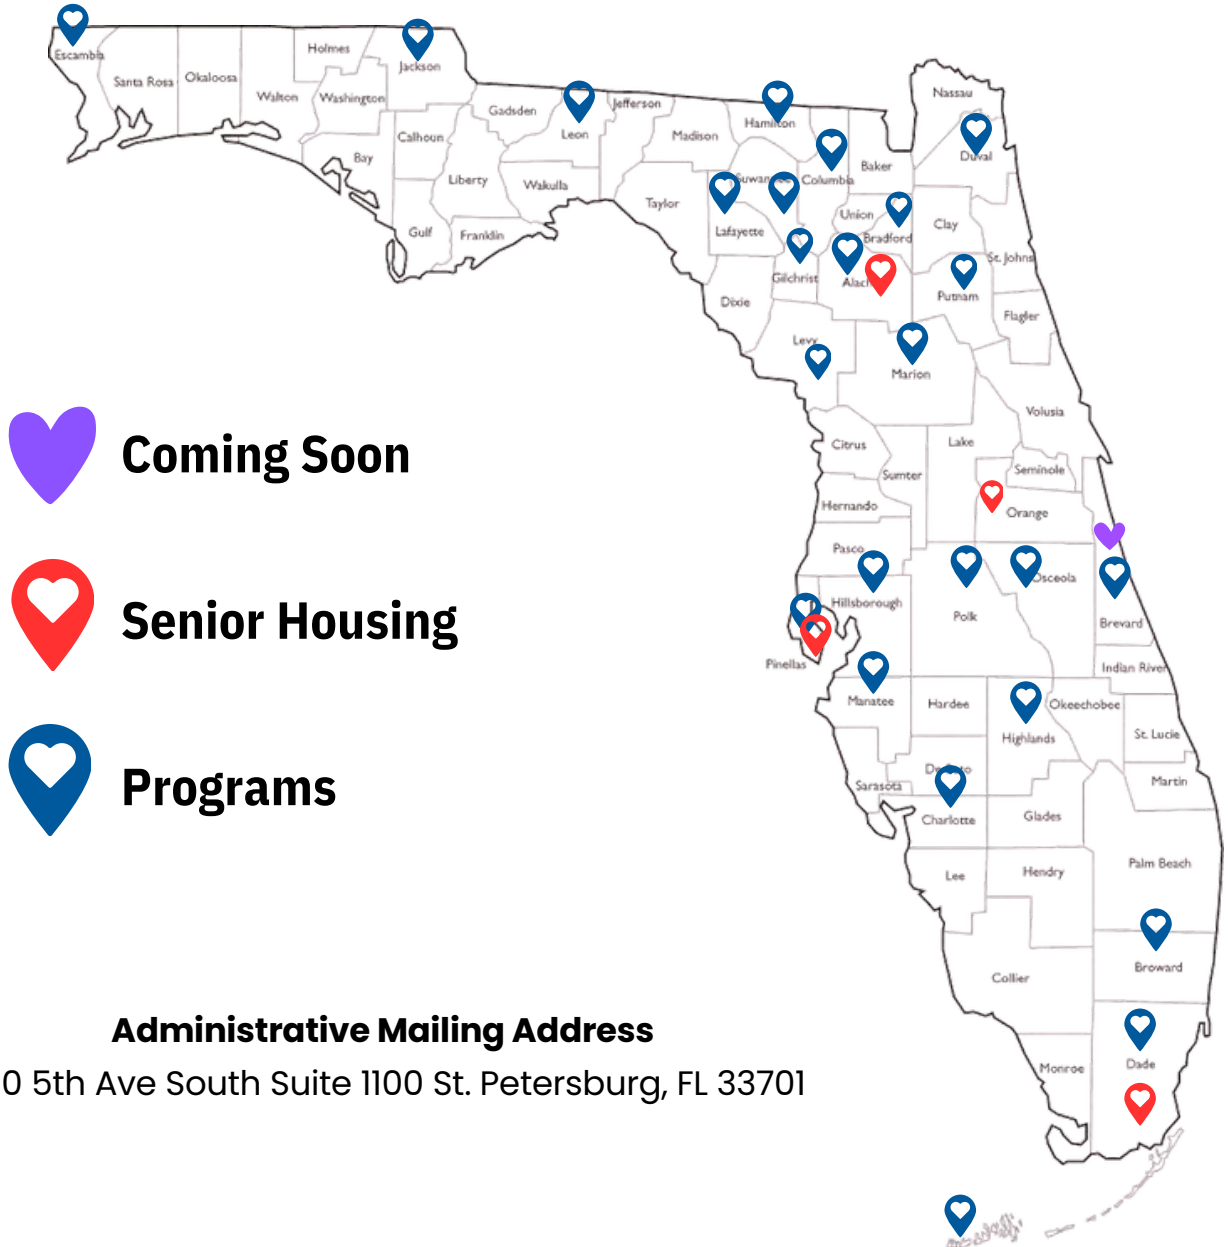 Escambia
Santa Rosa
Okaloosa
Walton
Holmes
Washington
Jackson
Bay
Calhoun
Gulf
Liberty
Gadsden
Franklin
Leon
Wakulla
Jefferson
Madison
Taylor
Hamilton
Suwannee
Lafayette
Dixie
Columbia
Gilchrist
Baker
Union
Bradford
Alach
Levy
Nassau
Duval
Clay
St. Johns
Putnam
Flagler
Marion
Volusia
Citrus
Sumter
Lake
Seminole
Hernando
Orange
Pasco
Hillsborough
Pinellas
Polk
Osceola
Brevard
Indian River
Manatee
Hardee
Highlands
Okeechobee
St. Lucie
Sarasota
Charlotte
Glades
Martin
Lee
Hendry
Palm Beach
Collier
Broward
Monroe
Dade
Coming Soon
Senior Housing
Programs
Administrative Mailing Address
0 5th Ave South Suite 1100 St. Petersburg, FL 33701